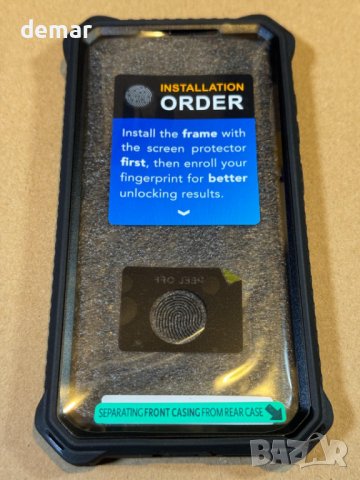 demar
INSTALLATION
ORDER
Install the frame with
the screen protector
first, then enroll your
fingerprint for better
unlocking results.
PEEL OFF
SEPARATING FRONT CASING FROM REAR CASE
BAZAR